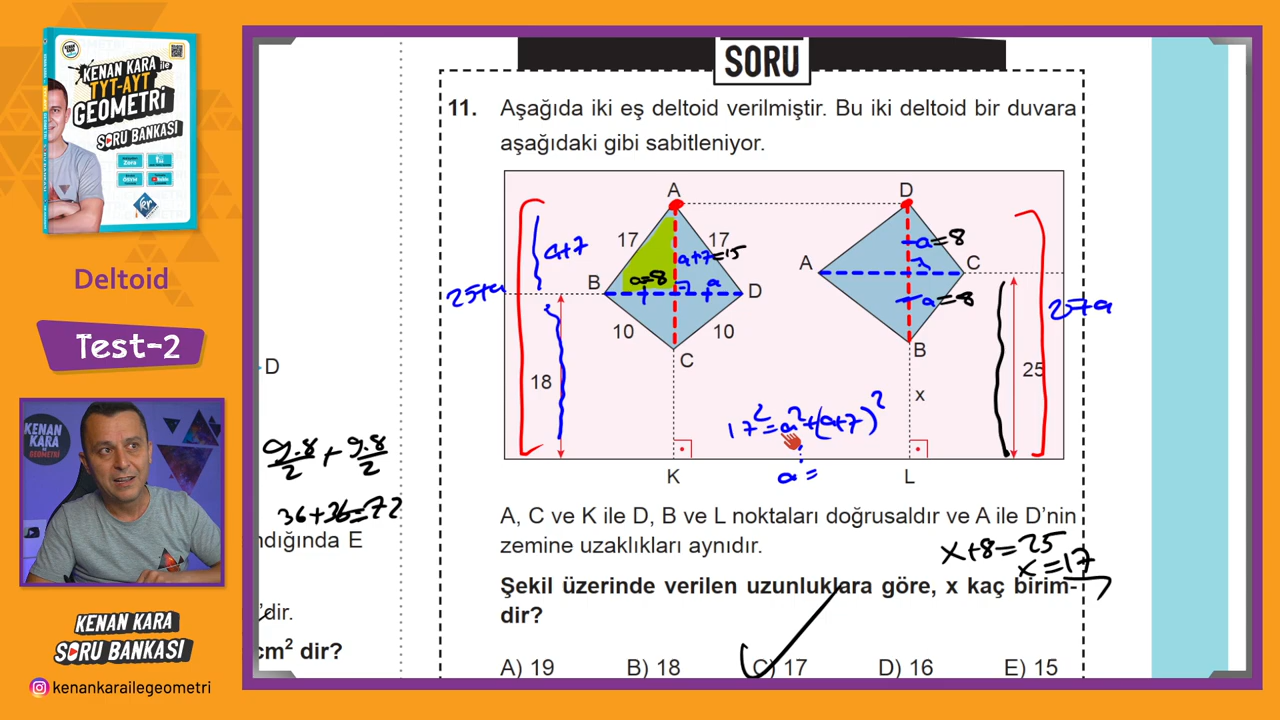 KENAN KARA ile
TYT-AYT
GEOMETRİ
SORU BANKASI
Deltoid
Test-2
KENAN KARA
SORU BANKASI
kenankarailegeometri
D
9.8/2 + 9.8/2
36+36=72
ndığında E
'dir.
cm² dir?
SORU
11. Aşağıda iki eş deltoid verilmiştir. Bu iki deltoid bir duvara
aşağıdaki gibi sabitleniyor.
A
D
17
17
a+7
a+7=15
a=8
a
B
D
10
10
C
25+a
18
K
A
C
a=8
a=8
B
x
25
25+a
L
17²=a²+(a+7)²
a=
A, C ve K ile D, B ve L noktaları doğrusaldır ve A ile D'nin
zemine uzaklıkları aynıdır.
x+8=25
x=17
Şekil üzerinde verilen uzunluklara göre, x kaç birim-
dir?
A) 19 B) 18 C) 17 D) 16 E) 15